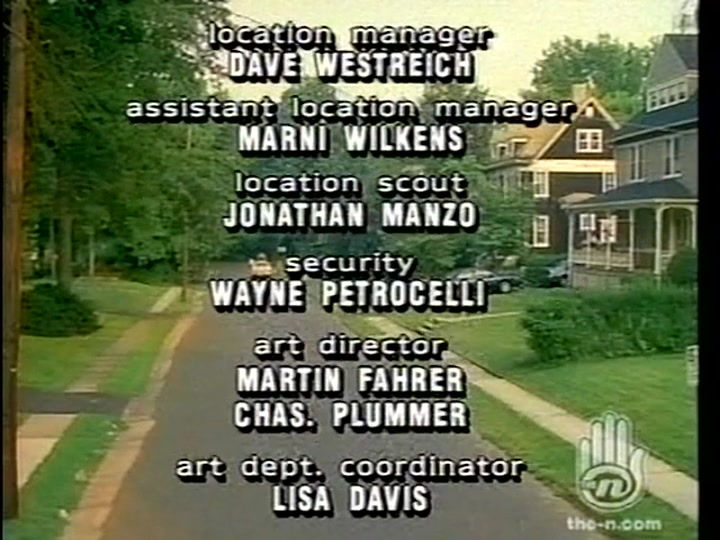 location manager
DAVE WESTREICH
assistant location manager
MARNI WILKENS
location scout
JONATHAN MANZO
security
WAYNE PETROCELLI
art director
MARTIN FAHRER
CHAS. PLUMMER
art dept. coordinator
LISA DAVIS
n
the-n.com